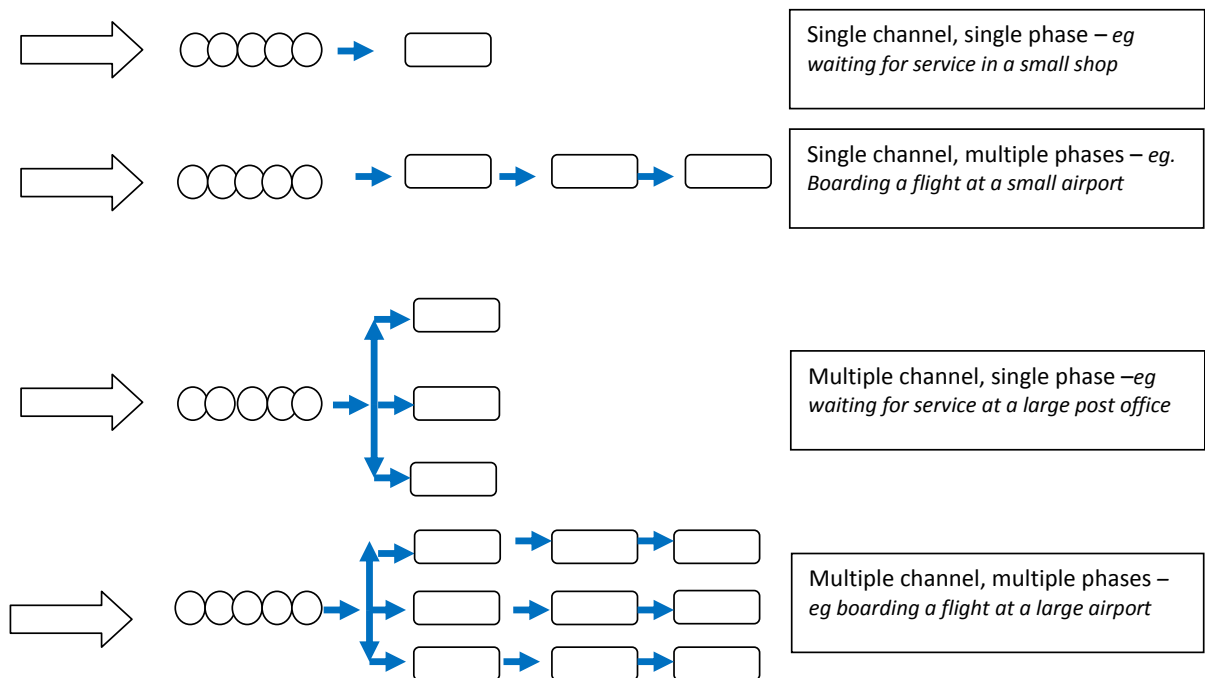 Single channel, single phase – eg
waiting for service in a small shop
Single channel, multiple phases – eg.
Boarding a flight at a small airport
Multiple channel, single phase –eg
waiting for service at a large post office
Multiple channel, multiple phases –
eg boarding a flight at a large airport